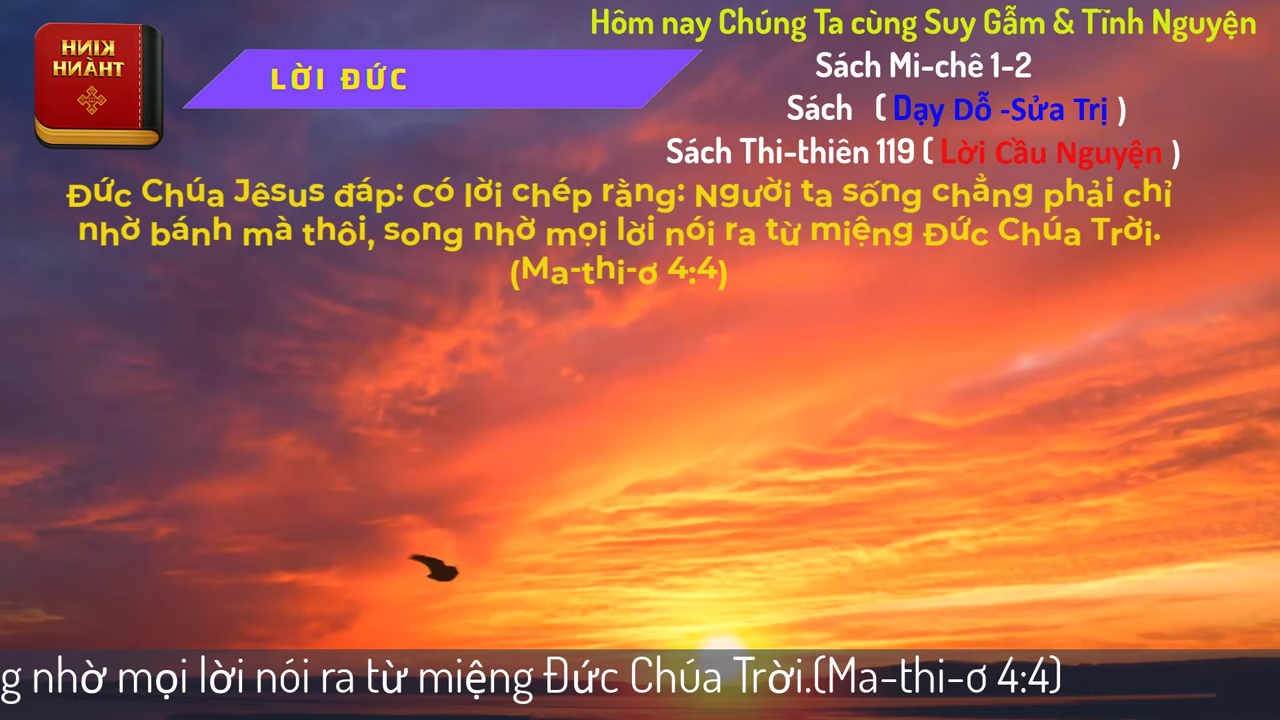 KINH
THÀNH
LỜI ĐỨC
Hôm nay Chúng Ta cùng Suy Gẫm & Tĩnh Nguyện
Sách Mi-chê 1-2
Sách ( Dạy Dỗ -Sửa Trị )
Sách Thi-thiên 119 ( Lời Cầu Nguyện )
Đức Chúa Jêsus đáp: Có lời chép rằng: Người ta sống chẳng phải chỉ
nhờ bánh mà thôi, song nhờ mọi lời nói ra từ miệng Đức Chúa Trời.
(Ma-thi-ơ 4:4)
g nhờ mọi lời nói ra từ miệng Đức Chúa Trời.(Ma-thi-ơ 4:4)